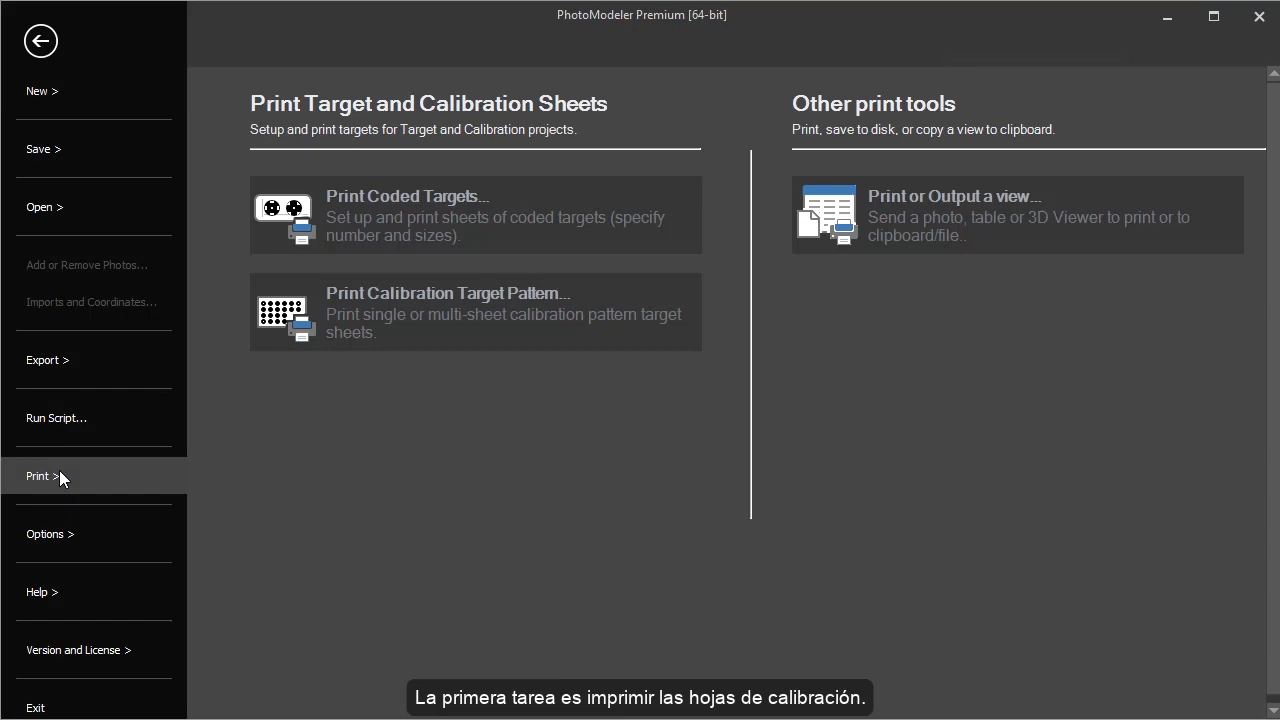 PhotoModeler Premium [64-bit]
New >
Save >
Open >
Add or Remove Photos...
Imports and Coordinates...
Export >
Run Script...
Print >
Options >
Help >
Version and License >
Exit
Print Target and Calibration Sheets
Setup and print targets for Target and Calibration projects.
Print Coded Targets...
Set up and print sheets of coded targets (specify
number and sizes).
Print Calibration Target Pattern...
Print single or multi-sheet calibration pattern target
sheets.
Other print tools
Print, save to disk, or copy a view to clipboard.
Print or Output a view...
Send a photo, table or 3D Viewer to print or to
clipboard/file..
La primera tarea es imprimir las hojas de calibración.